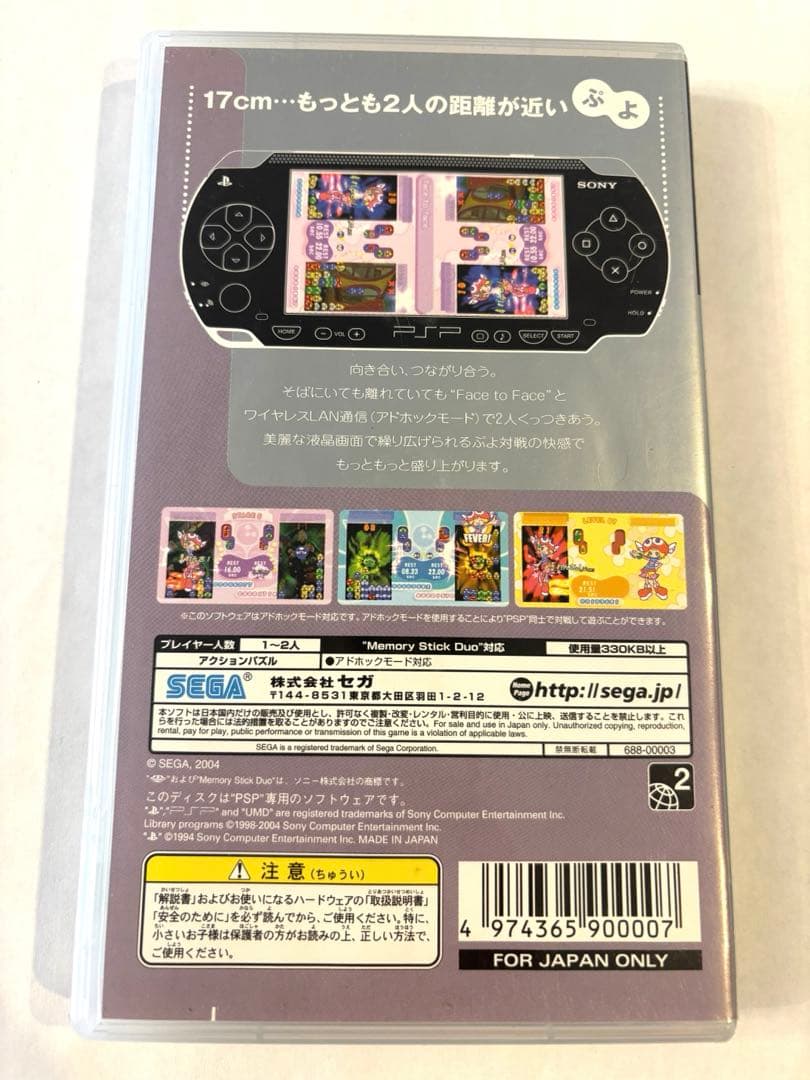 17cm…もっとも2人の距離が近い ぷよ
SONY
POWER
HOLD
HOME
VOL
PSP
SELECT
START
Face to Face
向き合い、つながり合う。
そばにいても離れていても“Face to Face”と
ワイヤレスLAN通信(アドホックモード)で2人くっつきあう。
美麗な液晶画面で繰り広げられるぷよ対戦の快感で
もっともっと盛り上がります。
FEVER!
※このソフトウェアはアドホックモード対応です。アドホックモードを使用することにより“PSP”同士で対戦して遊ぶことができます。
プレイヤー人数 1〜2人 “Memory Stick Duo”対応 使用量330KB以上
アクションパズル ●アドホックモード対応
SEGA® 株式会社 セガ
〒144-8531東京都大田区羽田1-2-12
Home Page http://sega.jp/
本ソフトは日本国内だけの販売及び使用とし、許可なく複製・改変・レンタル・営利目的に使用・公に上映、送信することを禁止します。これ
らを行った場合には法的措置を取ることがありますのでご注意ください。For sale and use in Japan only. Unauthorized copying, reproduction,
rental, pay for play, public performance or transmission of this game is a violation of applicable laws.
SEGA is a registered trademark of Sega Corporation. 禁無断転載 688-00003
© SEGA, 2004
および“Memory Stick Duo”は、ソニー株式会社の商標です。
2
このディスクは“PSP”専用のソフトウェアです。
“PSP” and “UMD” are registered trademarks of Sony Computer Entertainment Inc.
Library programs ©1998-2004 Sony Computer Entertainment Inc.
©1994 Sony Computer Entertainment Inc. MADE IN JAPAN
注意(ちゅうい)
「解説書」およびお使いになるハードウェアの「取扱説明書」
「安全のために」を必ず読んでから、ご使用ください。特に、
小さいお子様は保護者の方がお読みの上、正しい方法で、
ご使用ください。
4 974365 900007
FOR JAPAN ONLY